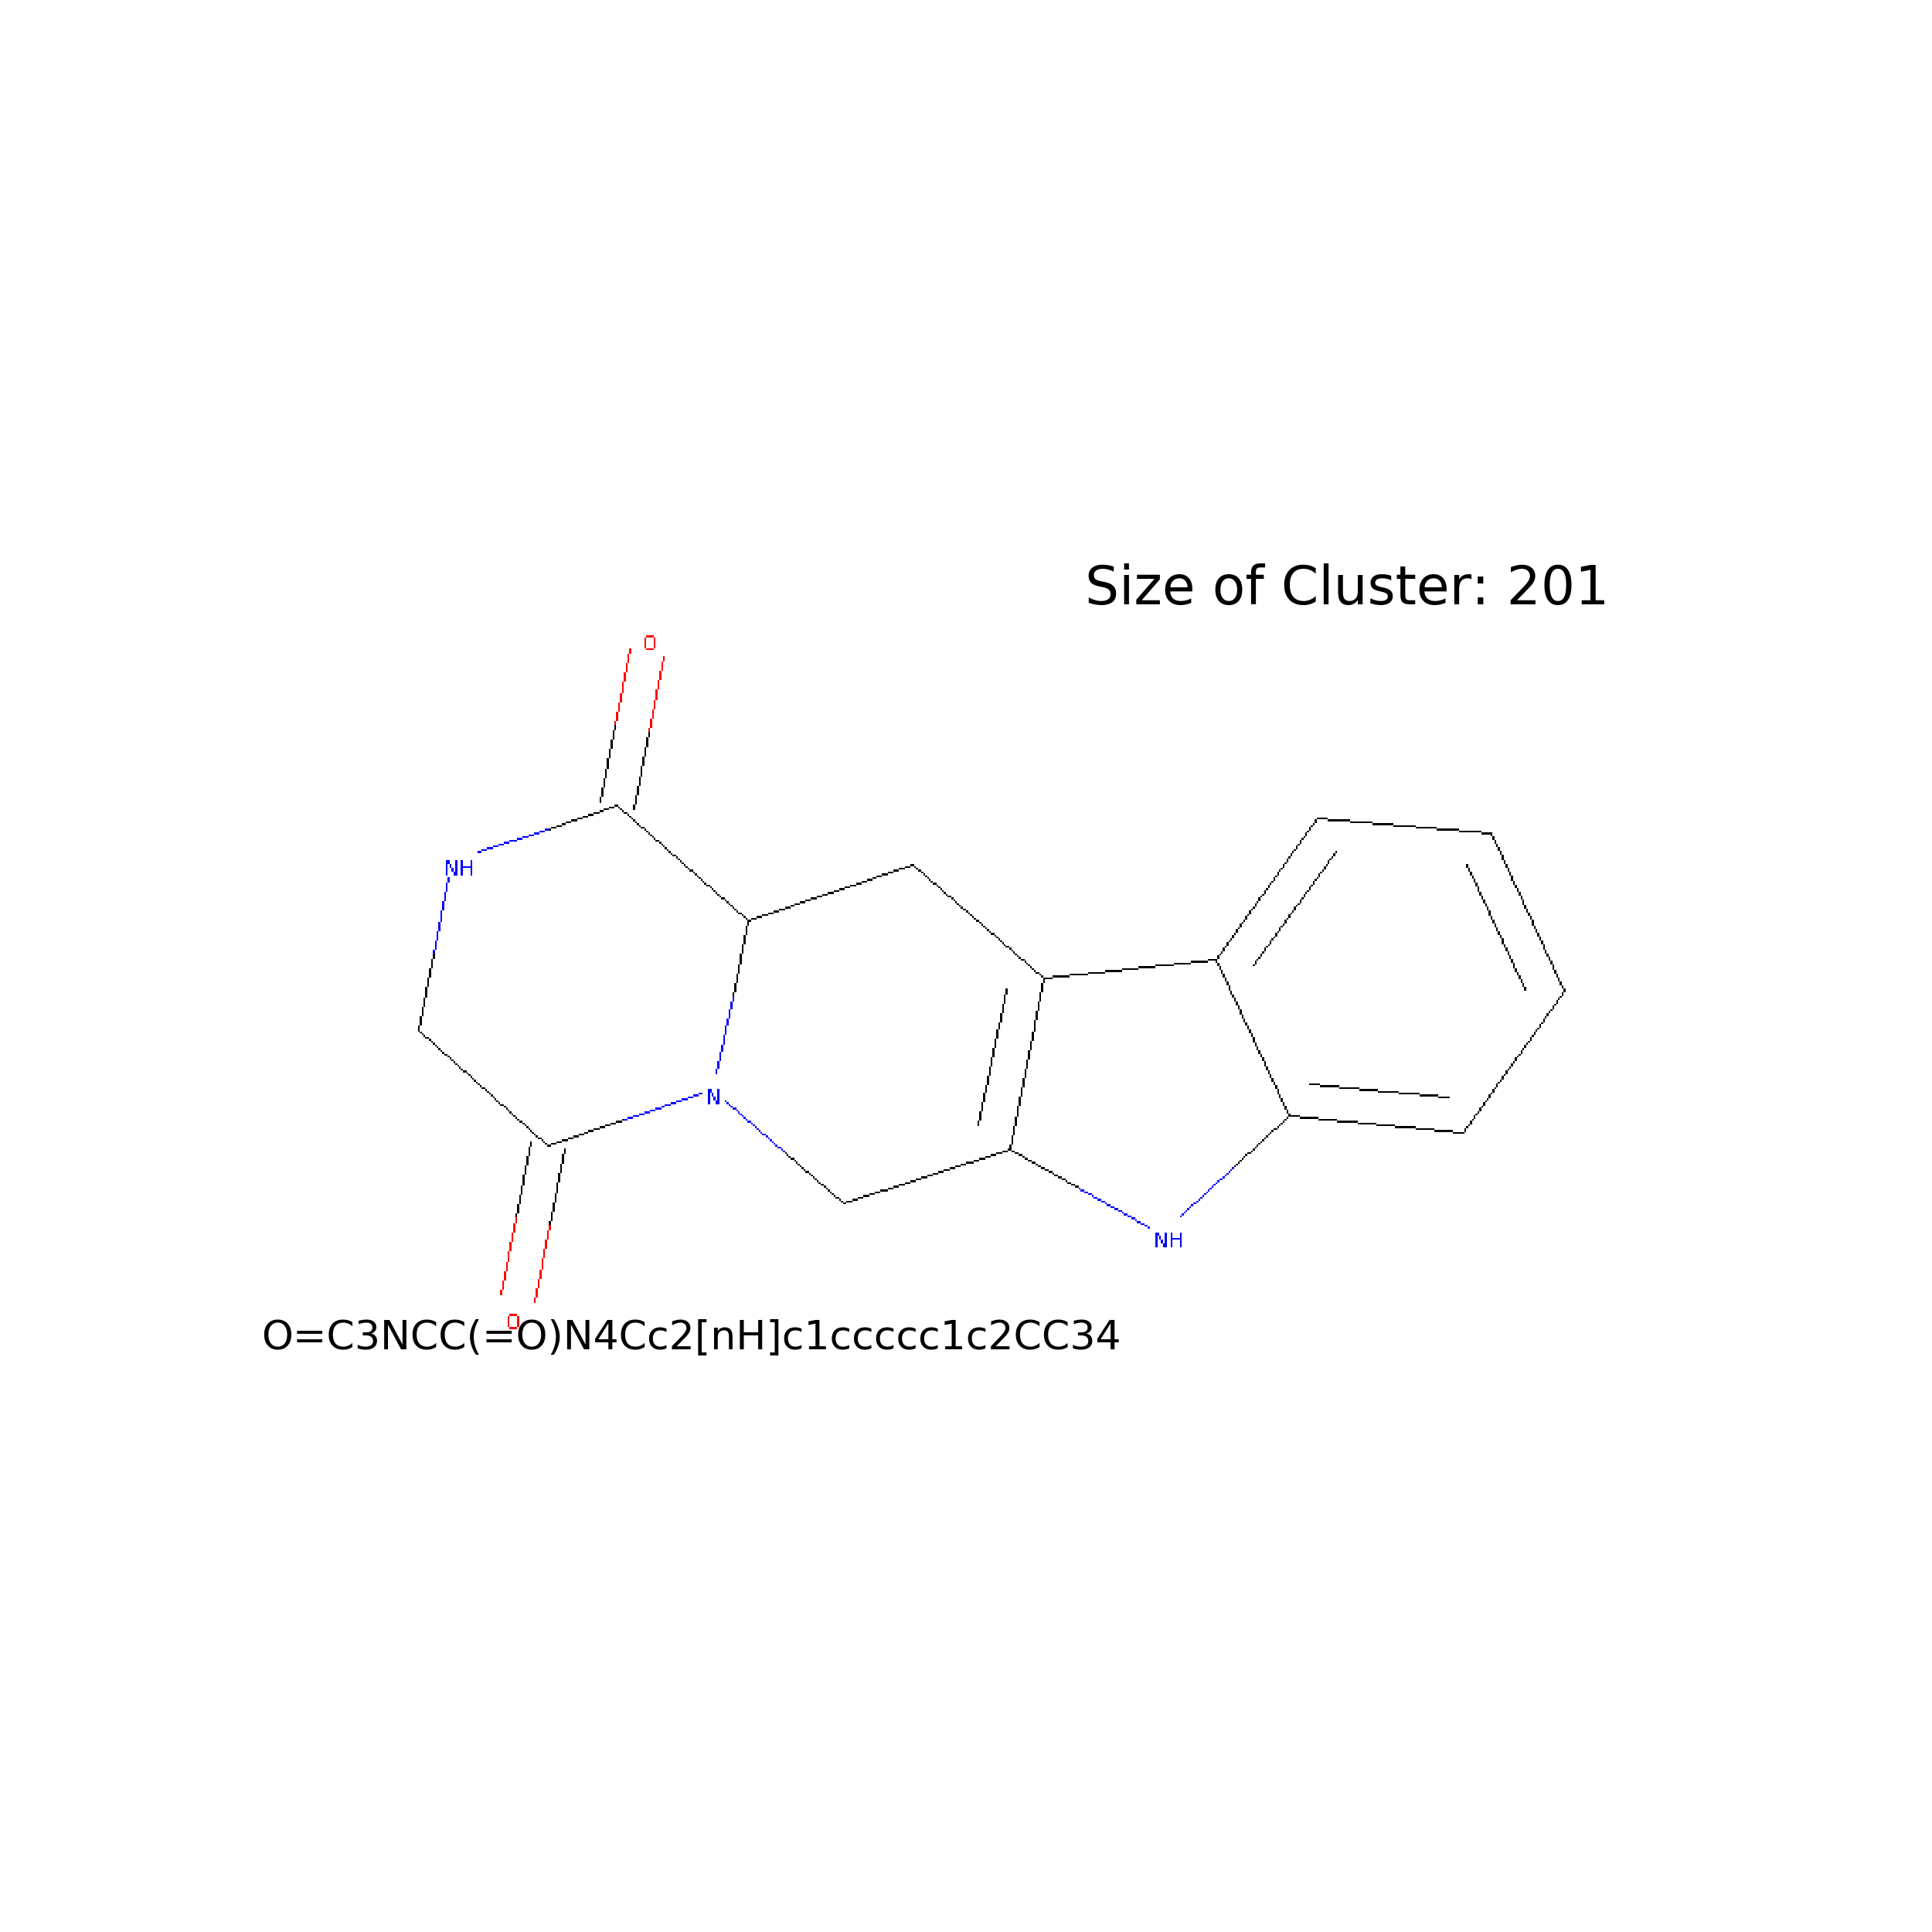 Size of Cluster: 201
O
NH
N
NH
O
O=C3NCC(=O)N4Cc2[nH]c1ccccc1c2CC34